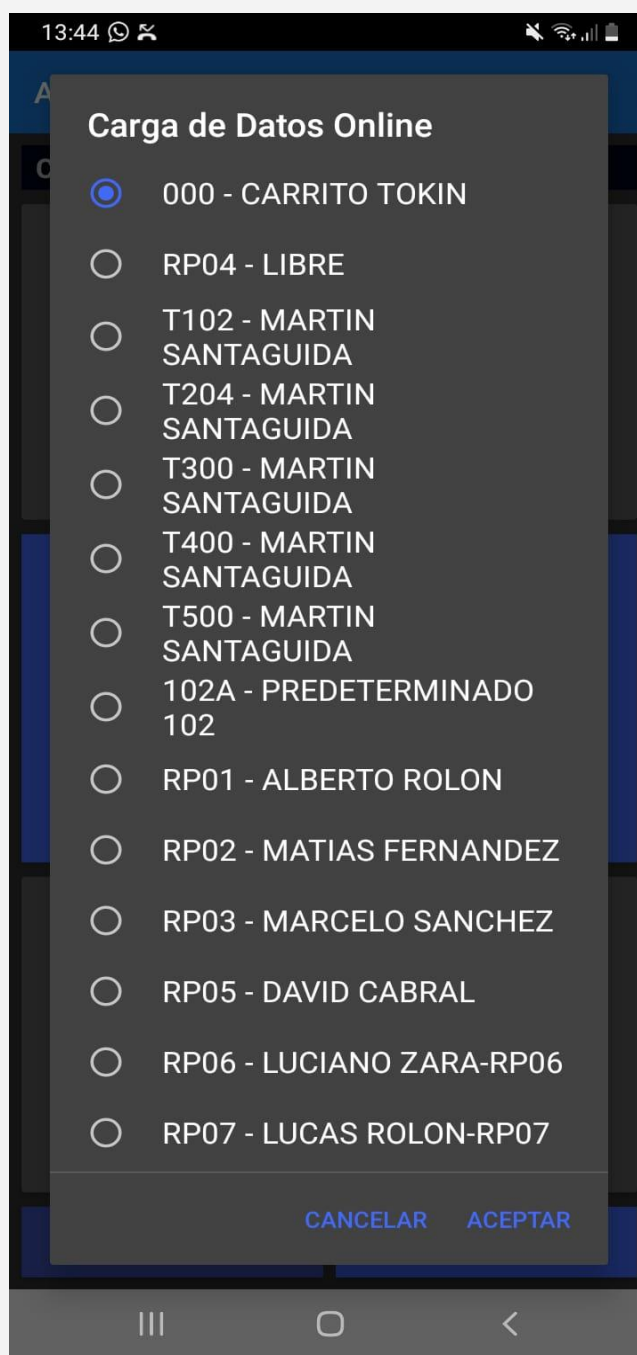 13:44
A
Carga de Datos Online
C
000 - CARRITO TOKIN
RP04 - LIBRE
T102 - MARTIN
SANTAGUIDA
T204 - MARTIN
SANTAGUIDA
T300 - MARTIN
SANTAGUIDA
T400 - MARTIN
SANTAGUIDA
T500 - MARTIN
SANTAGUIDA
102A - PREDETERMINADO
102
RP01 - ALBERTO ROLON
RP02 - MATIAS FERNANDEZ
RP03 - MARCELO SANCHEZ
RP05 - DAVID CABRAL
RP06 - LUCIANO ZARA-RP06
RP07 - LUCAS ROLON-RP07
CANCELAR ACEPTAR